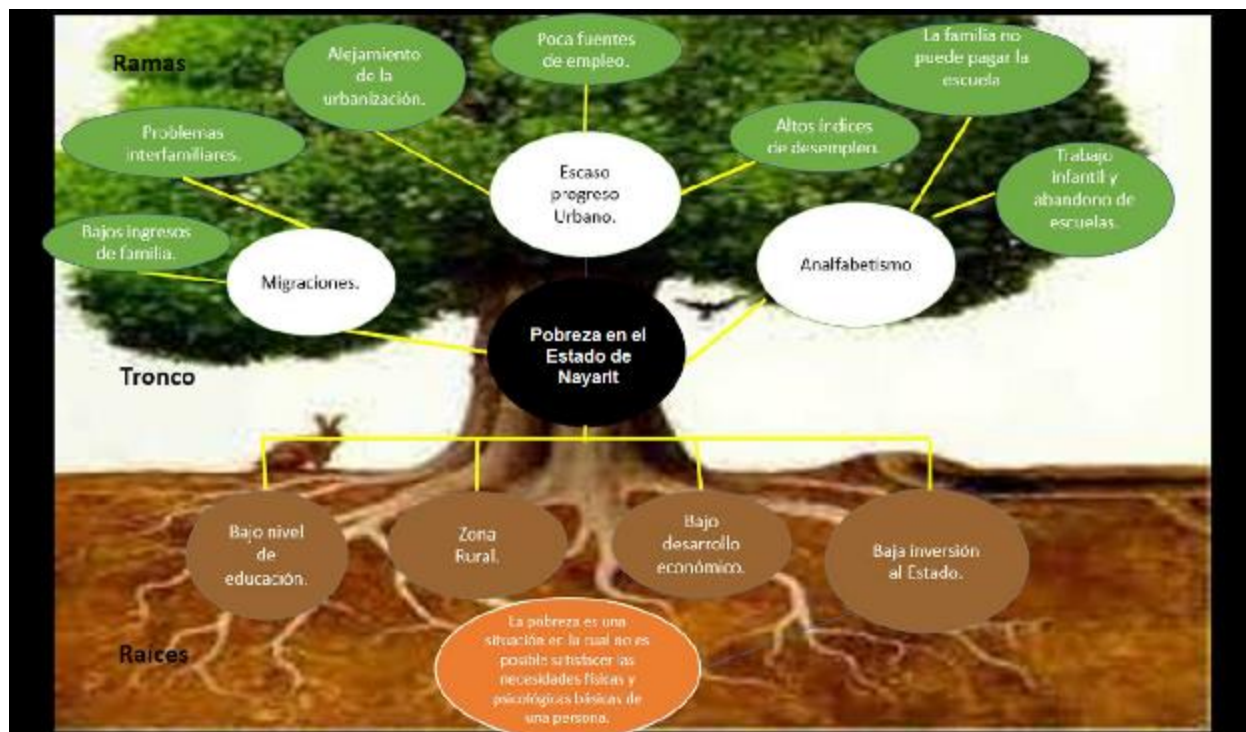 Ramas
Alejamiento
de la
urbanización.
Poca fuentes
de empleo.
La familia no
puede pagar la
escuela
Problemas
interfamiliares.
Altos índices
de desempleo.
Trabajo
infantil y
abandono de
escuelas.
Escaso
progreso
Urbano.
Bajos ingresos
de familia.
Migraciones.
Analfabetismo
Pobreza en el
Estado de
Nayarit
Tronco
Bajo nivel
de
educación.
Zona
Rural.
Bajo
desarrollo
económico.
Baja inversión
al Estado.
Raíces
La pobreza es una
situación en la cual no es
posible satisfacer las
necesidades físicas y
psicológicas básicas de
una persona.